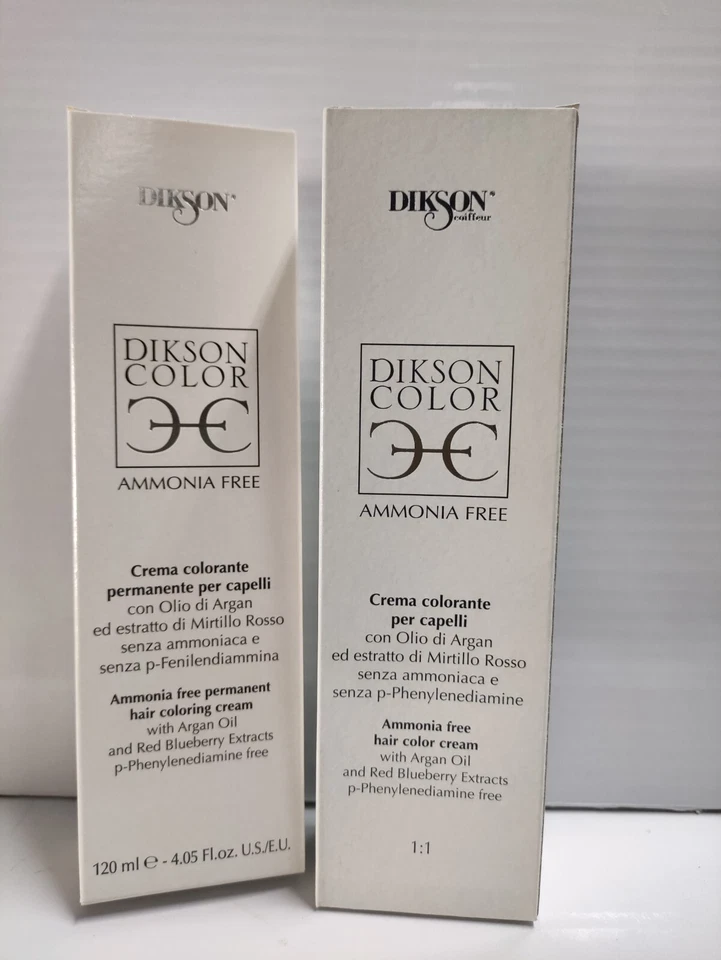 DIKSON
DIKSON
COLOR
AMMONIA FREE
Crema colorante
permanente per capelli
con Olio di Argan
ed estratto di Mirtillo Rosso
senza ammoniaca e
senza p-Fenilendiammina
Ammonia free permanent
hair coloring cream
with Argan Oil
and Red Blueberry Extracts
p-Phenylenediamine free
120 ml e - 4.05 Fl.oz. U.S./E.U.
DIKSON
coiffeur
DIKSON
COLOR
AMMONIA FREE
Crema colorante
per capelli
con Olio di Argan
ed estratto di Mirtillo Rosso
senza ammoniaca e
senza p-Phenylenediamine
Ammonia free
hair color cream
with Argan Oil
and Red Blueberry Extracts
p-Phenylenediamine free
1:1